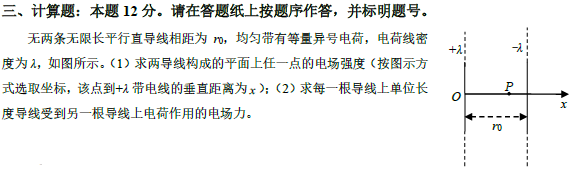 三、计算题：本题 12 分。请在答题纸上按题序作答，并标明题号。
无两条无限长平行直导线相距为 r₀，均匀带有等量异号电荷，电荷线密
度为 λ，如图所示。（1）求两导线构成的平面上任一点的电场强度（按图示方
式选取坐标，该点到+λ 带电线的垂直距离为 x）；（2）求每一根导线上单位长
度导线受到另一根导线上电荷作用的电场力。
+λ
−λ
O
P
x
r₀